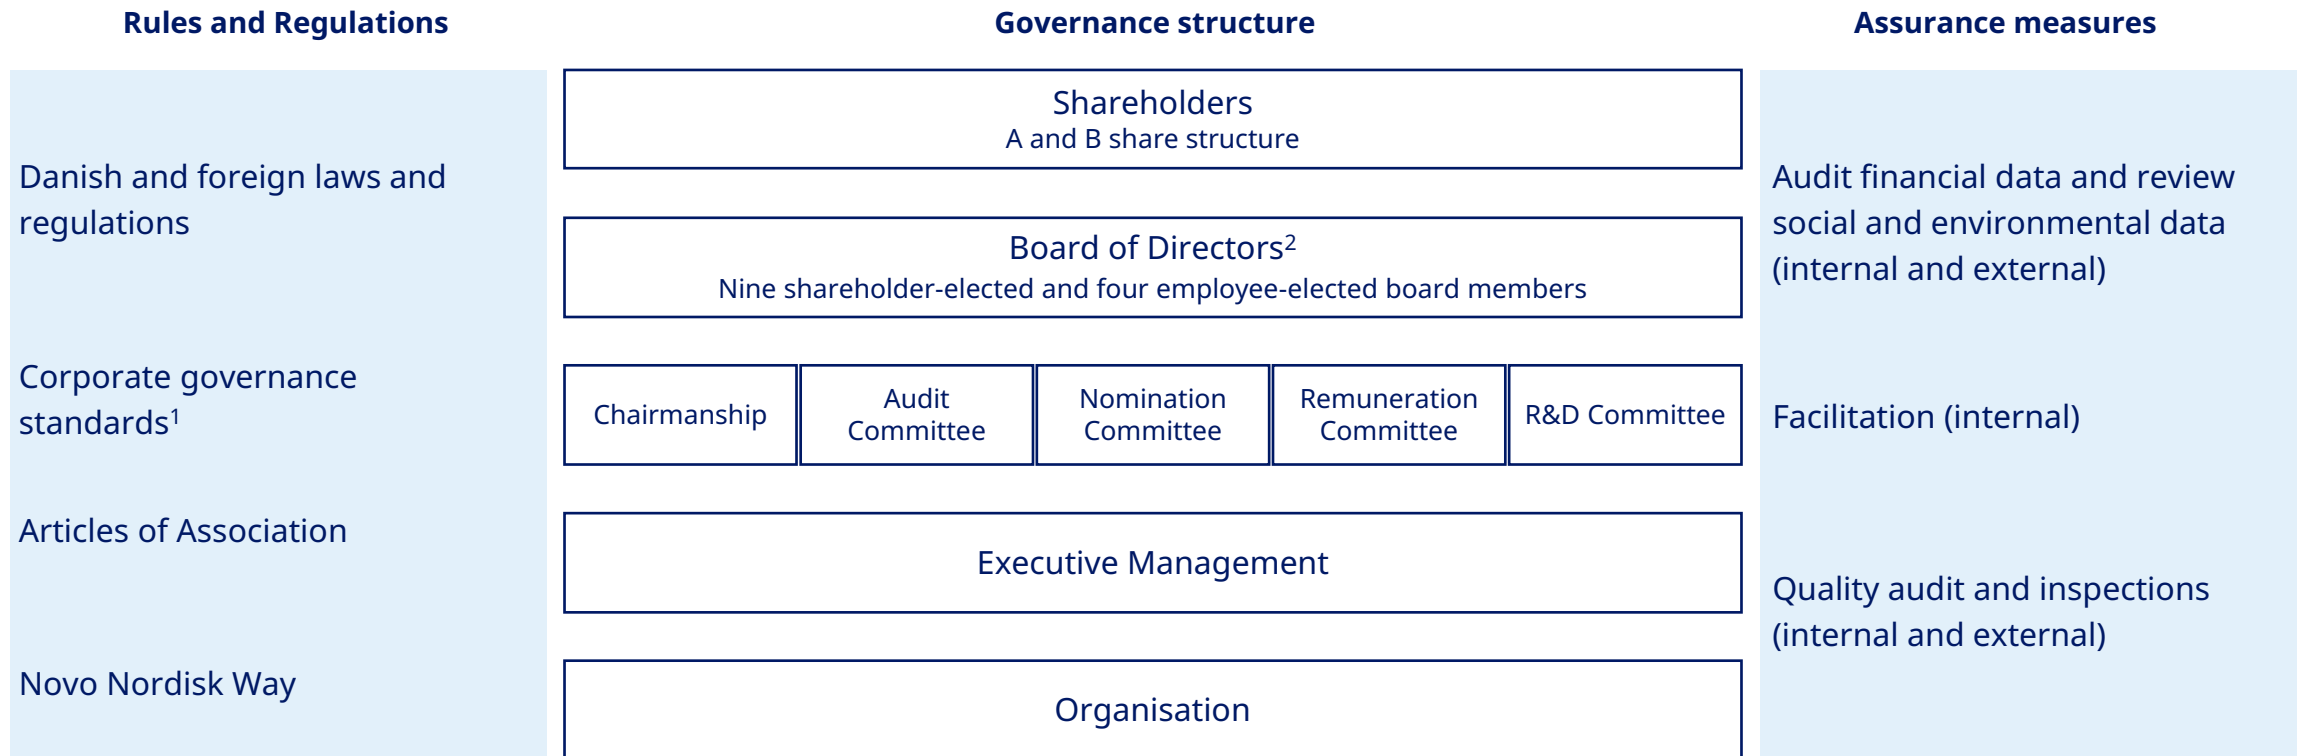 Rules and Regulations
Governance structure
Assurance measures
Danish and foreign laws and
regulations
Corporate governance
standards¹
Articles of Association
Novo Nordisk Way
Shareholders
A and B share structure
Board of Directors²
Nine shareholder-elected and four employee-elected board members
Chairmanship
Audit
Committee
Nomination
Committee
Remuneration
Committee
R&D Committee
Executive Management
Organisation
Audit financial data and review
social and environmental data
(internal and external)
Facilitation (internal)
Quality audit and inspections
(internal and external)